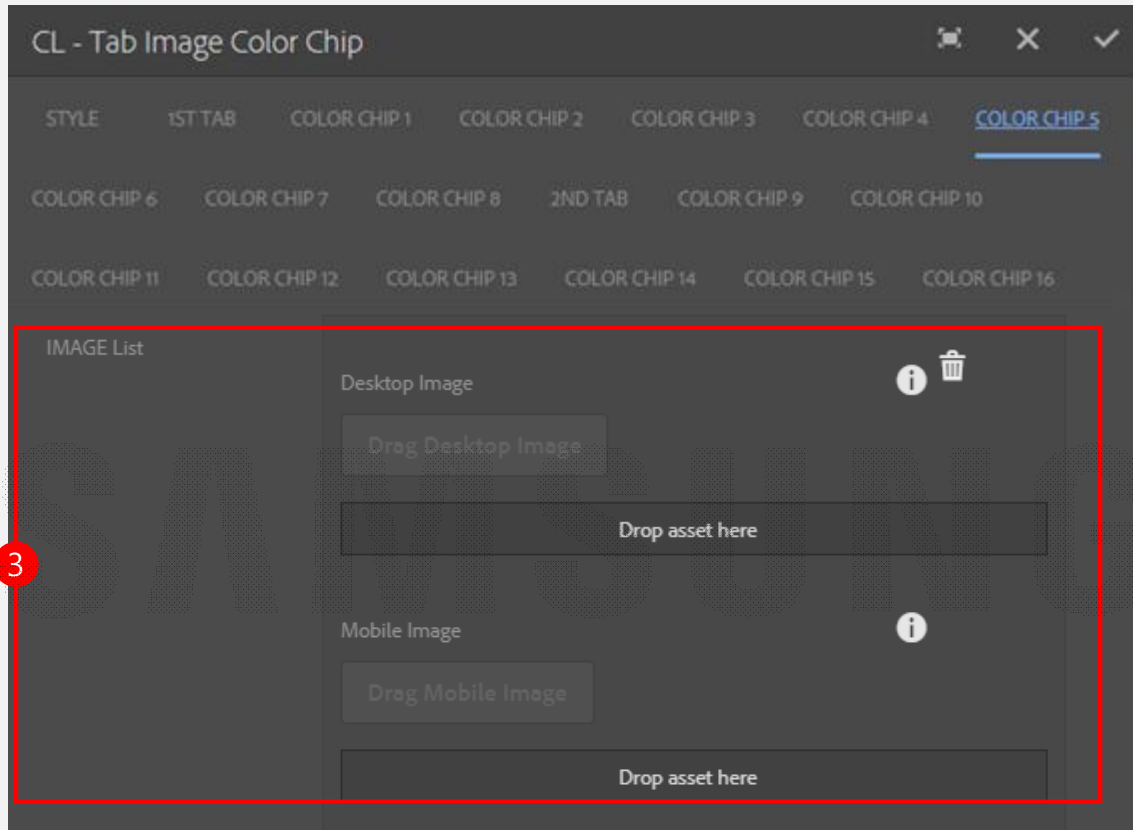 CL - Tab Image Color Chip
STYLE 1ST TAB COLOR CHIP 1 COLOR CHIP 2 COLOR CHIP 3 COLOR CHIP 4 COLOR CHIP 5
COLOR CHIP 6 COLOR CHIP 7 COLOR CHIP 8 2ND TAB COLOR CHIP 9 COLOR CHIP 10
COLOR CHIP 11 COLOR CHIP 12 COLOR CHIP 13 COLOR CHIP 14 COLOR CHIP 15 COLOR CHIP 16
IMAGE List
Desktop Image
Drag Desktop Image
SAMSUNG
Drop asset here
3
Mobile Image
Drag Mobile Image
Drop asset here